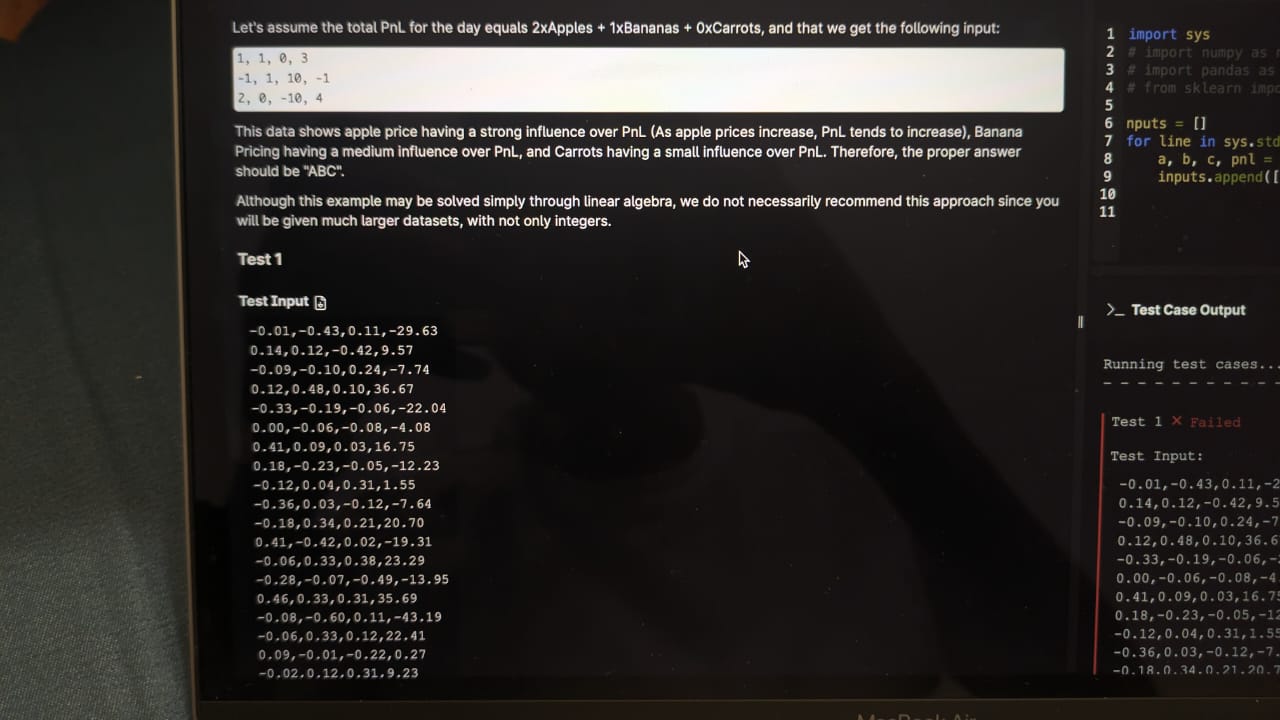 Let's assume the total PnL for the day equals 2xApples + 1xBananas + 0xCarrots, and that we get the following input:
1, 1, 0, 3
-1, 1, 10, -1
2, 0, -10, 4
This data shows apple price having a strong influence over PnL (As apple prices increase, PnL tends to increase), Banana
Pricing having a medium influence over PnL, and Carrots having a small influence over PnL. Therefore, the proper answer
should be "ABC".
Although this example may be solved simply through linear algebra, we do not necessarily recommend this approach since you
will be given much larger datasets, with not only integers.
Test 1
Test Input
-0.01,-0.43,0.11,-29.63
0.14,0.12,-0.42,9.57
-0.09,-0.10,0.24,-7.74
0.12,0.48,0.10,36.67
-0.33,-0.19,-0.06,-22.04
0.00,-0.06,-0.08,-4.08
0.41,0.09,0.03,16.75
0.18,-0.23,-0.05,-12.23
-0.12,0.04,0.31,1.55
-0.36,0.03,-0.12,-7.64
-0.18,0.34,0.21,20.70
0.41,-0.42,0.02,-19.31
-0.06,0.33,0.38,23.29
-0.28,-0.07,-0.49,-13.95
0.46,0.33,0.31,35.69
-0.08,-0.60,0.11,-43.19
-0.06,0.33,0.12,22.41
0.09,-0.01,-0.22,0.27
-0.02,0.12,0.31,9.23
1 import sys
2 # import numpy as
3 # import pandas as
4 # from sklearn impo
5
6 nputs = []
7 for line in sys.std
8 a, b, c, pnl =
9 inputs.append([
10
11
>_ Test Case Output
Running test cases...
- - - - - - - - - -
Test 1 × Failed
Test Input:
-0.01,-0.43,0.11,-2
0.14,0.12,-0.42,9.5
-0.09,-0.10,0.24,-7
0.12,0.48,0.10,36.6
-0.33,-0.19,-0.06,-
0.00,-0.06,-0.08,-4
0.41,0.09,0.03,16.75
0.18,-0.23,-0.05,-12
-0.12,0.04,0.31,1.55
-0.36,0.03,-0.12,-7.
-0.18,0.34,0.21,20.7
MacBook Air